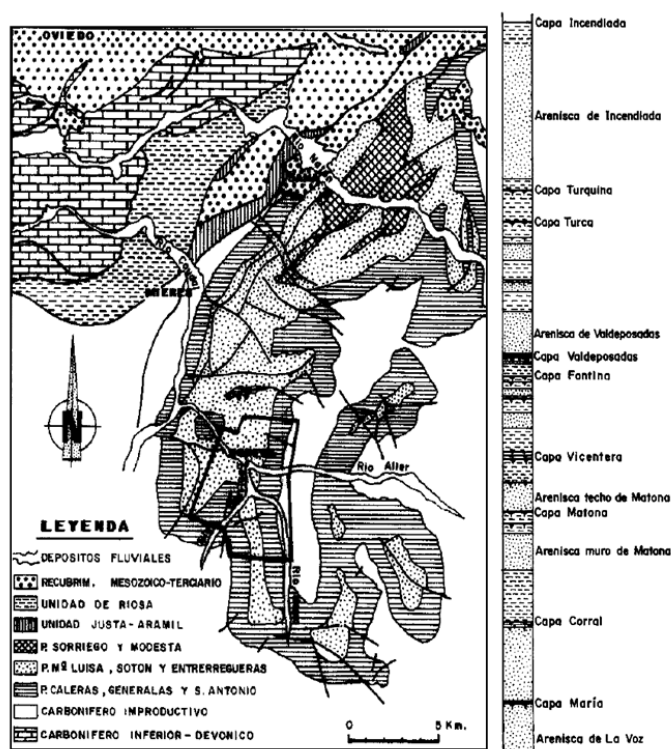 OVIEDO
MIERES
Río Aller
N
LEYENDA
DEPOSITOS FLUVIALES
RECUBRIM. MESOZOICO-TERCIARIO
UNIDAD DE RIOSA
UNIDAD JUSTA-ARAMIL
P. SORRIEGO Y MODESTA
P. Mª LUISA, SOTON Y ENTRERREGUERAS
P. CALERAS, GENERALAS Y S. ANTONIO
CARBONIFERO IMPRODUCTIVO
CARBONIFERO INFERIOR-DEVONICO
0 5 Km.
Capa Incendiada
Arenisca de Incendiada
Capa Turquina
Capa Turca
Arenisca de Valdeposadas
Capa Valdeposadas
Capa Fontina
Capa Vicentera
Arenisca techo de Matona
Capa Matona
Arenisca muro de Matona
Capa Corral
Capa María
Arenisca de La Voz